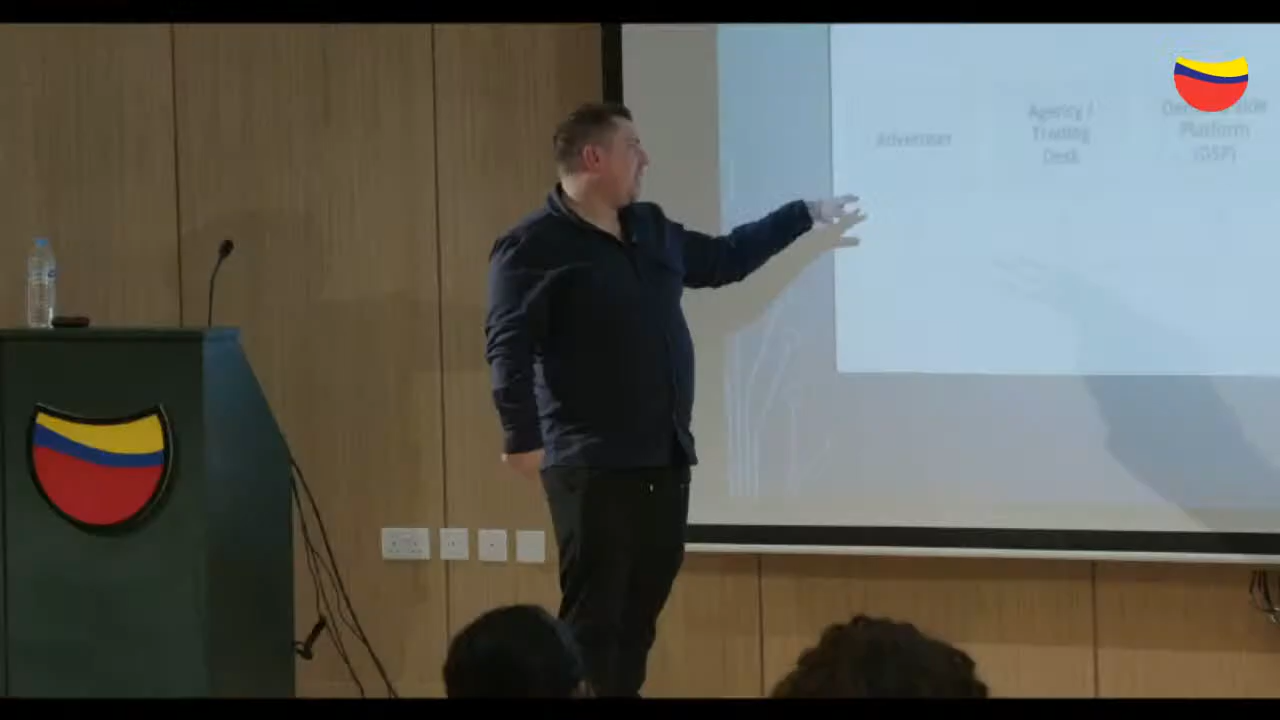 Advertiser
Agency /
Trading
Desk
Platform
(DSP)